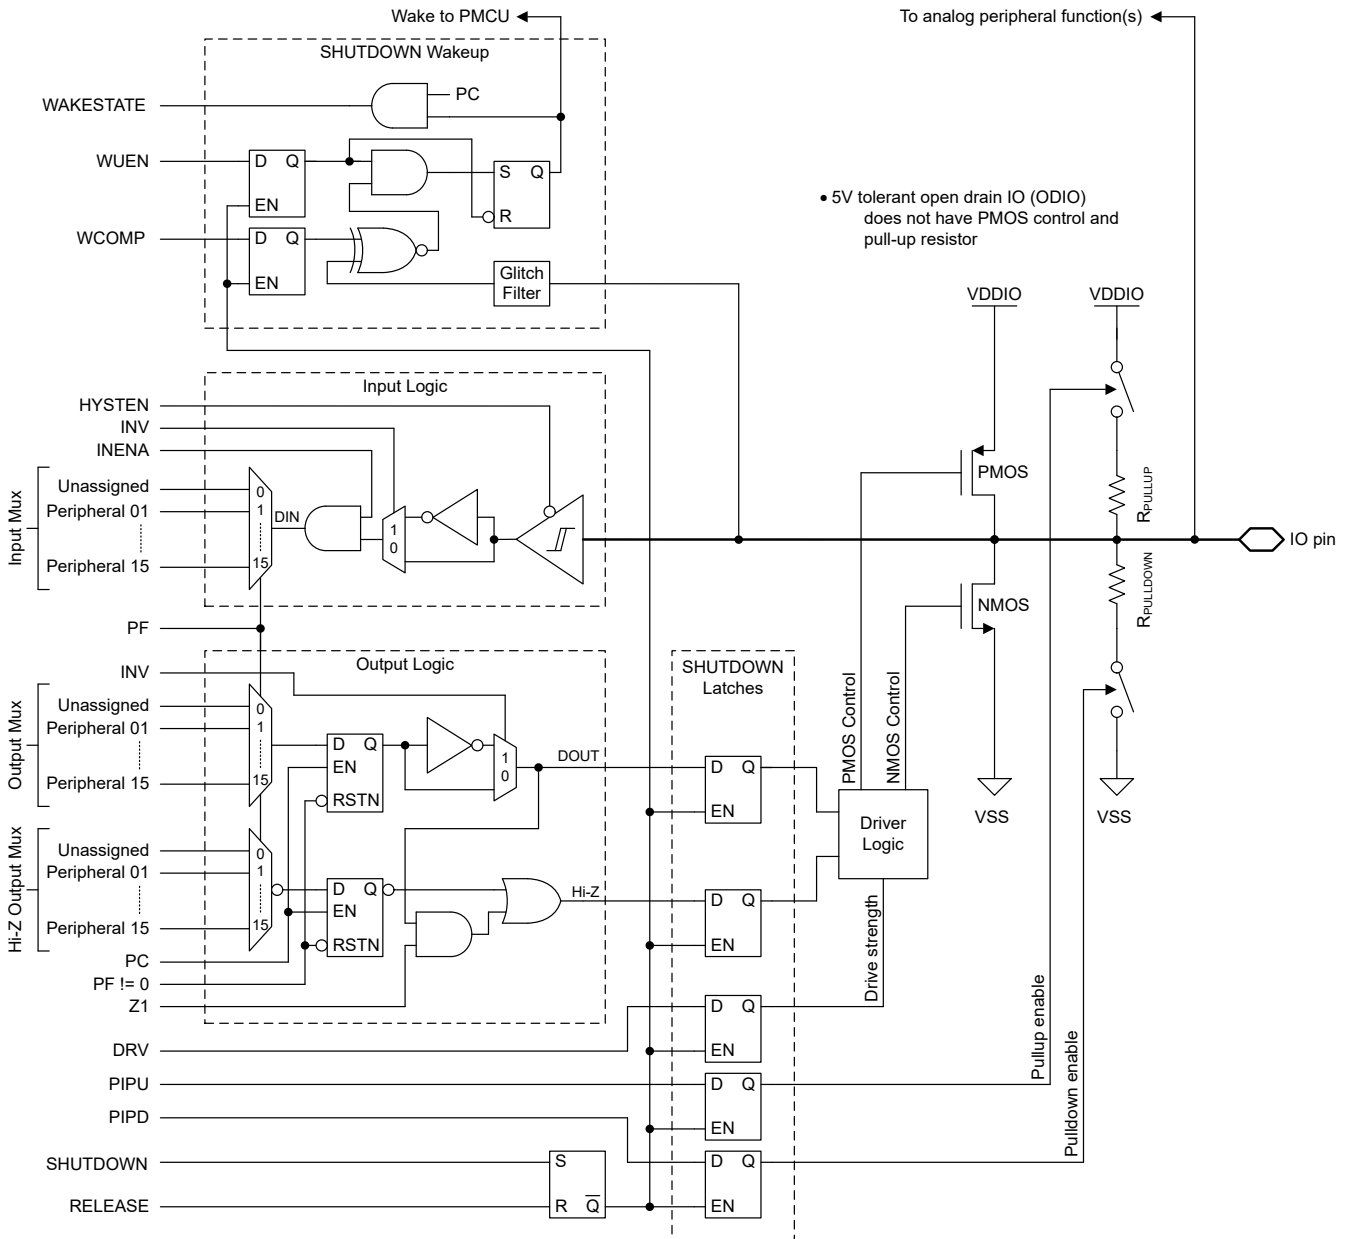 Wake to PMCU
To analog peripheral function(s)
SHUTDOWN Wakeup
WAKESTATE
PC
WUEN
D Q
EN
S Q
R
WCOMP
D Q
EN
Glitch
Filter
• 5V tolerant open drain IO (ODIO)
does not have PMOS control and
pull-up resistor
VDDIO
VDDIO
Input Logic
HYSTEN
INV
INENA
Input Mux
Unassigned
Peripheral 01
Peripheral 15
0
1
15
DIN
1
0
PMOS
RPULLUP
IO pin
NMOS
RPULLDOWN
PF
Output Logic
INV
Output Mux
Unassigned
Peripheral 01
Peripheral 15
0
1
15
D Q
EN
RSTN
1
0
DOUT
SHUTDOWN
Latches
D Q
EN
PMOS Control
NMOS Control
Driver
Logic
VSS
VSS
Hi-Z Output Mux
Unassigned
Peripheral 01
Peripheral 15
0
1
15
D Q
EN
RSTN
Hi-Z
D Q
EN
Drive strength
PC
PF != 0
Z1
DRV
D Q
EN
PIPU
D Q
EN
Pullup enable
PIPD
D Q
EN
Pulldown enable
SHUTDOWN
S
RELEASE
R Q̅